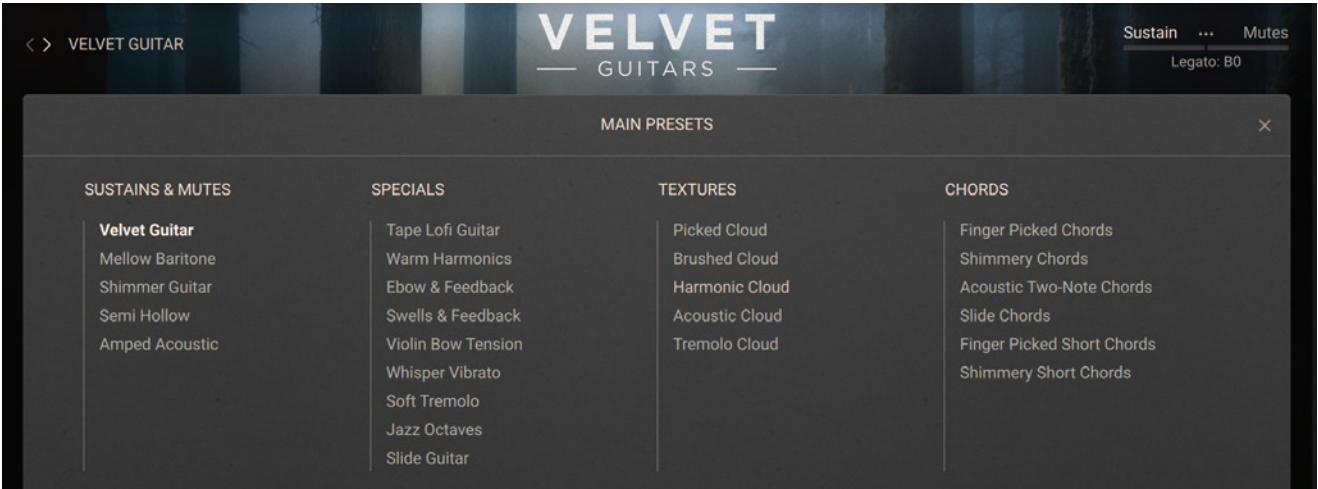 < > VELVET GUITAR
VELVET
GUITARS
Sustain ... Mutes
Legato: B0
MAIN PRESETS
×
SUSTAINS & MUTES
Velvet Guitar
Mellow Baritone
Shimmer Guitar
Semi Hollow
Amped Acoustic
SPECIALS
Tape Lofi Guitar
Warm Harmonics
Ebow & Feedback
Swells & Feedback
Violin Bow Tension
Whisper Vibrato
Soft Tremolo
Jazz Octaves
Slide Guitar
TEXTURES
Picked Cloud
Brushed Cloud
Harmonic Cloud
Acoustic Cloud
Tremolo Cloud
CHORDS
Finger Picked Chords
Shimmery Chords
Acoustic Two-Note Chords
Slide Chords
Finger Picked Short Chords
Shimmery Short Chords